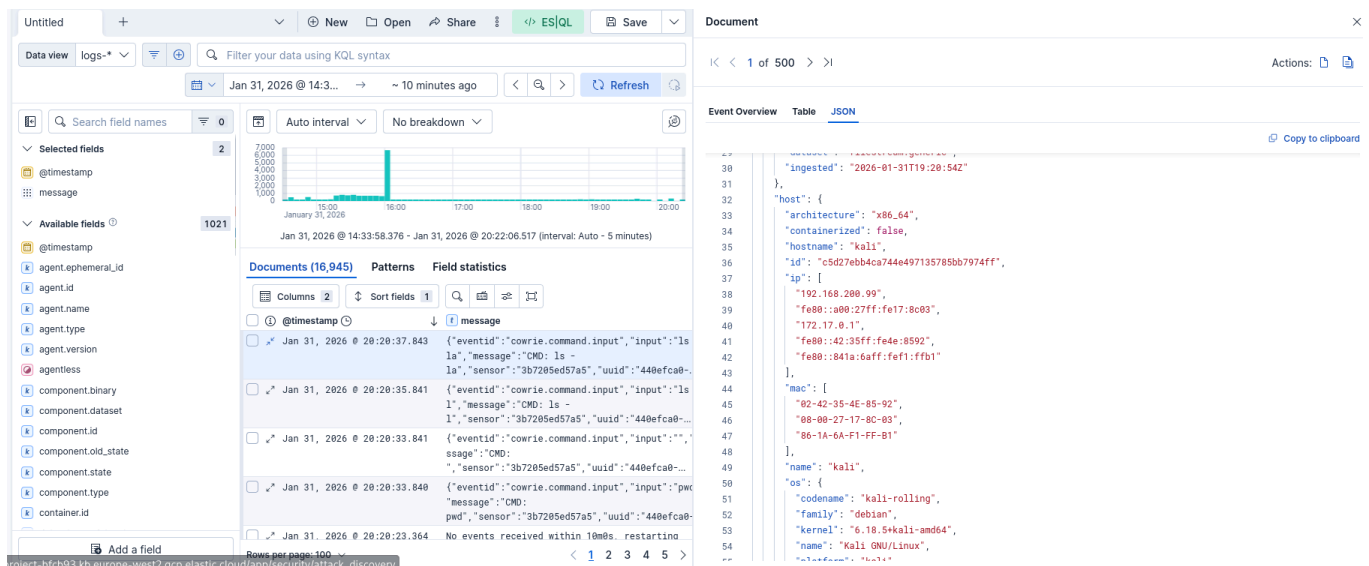 Untitled
New
Open
Share
ES|QL
Save
Data view
logs-*
Filter your data using KQL syntax
Jan 31, 2026 @ 14:3...
→
~ 10 minutes ago
Refresh
Search field names
0
Selected fields
2
@timestamp
message
Available fields
1021
@timestamp
agent.ephemeral_id
agent.id
agent.name
agent.type
agent.version
agentless
component.binary
component.dataset
component.id
component.old_state
component.state
component.type
container.id
Add a field
Auto interval
No breakdown
7,000
6,000
5,000
4,000
3,000
2,000
1,000
0
15:00
16:00
17:00
18:00
19:00
20:00
January 31, 2026
Jan 31, 2026 @ 14:33:58.376 - Jan 31, 2026 @ 20:22:06.517 (interval: Auto - 5 minutes)
Documents (16,945)
Patterns
Field statistics
Columns 2
Sort fields 1
@timestamp
message
Jan 31, 2026 @ 20:20:37.843
{"eventid":"cowrie.command.input","input":"ls
la","message":"CMD: ls -
la","sensor":"3b7205ed57a5","uuid":"440efca0-...
Jan 31, 2026 @ 20:20:35.841
{"eventid":"cowrie.command.input","input":"ls
l","message":"CMD: ls -
l","sensor":"3b7205ed57a5","uuid":"440efca0-...
Jan 31, 2026 @ 20:20:33.841
{"eventid":"cowrie.command.input","input":"","
ssage":"CMD:
","sensor":"3b7205ed57a5","uuid":"440efca0-...
Jan 31, 2026 @ 20:20:33.840
{"eventid":"cowrie.command.input","input":"pwd
"message":"CMD:
pwd","sensor":"3b7205ed57a5","uuid":"440efca0-
Jan 31, 2026 @ 20:20:23.364
No events received within 10m0s, restarting
Rows per page: 100
1 2 3 4 5
Document
1 of 500
Actions:
Event Overview
Table
JSON
Copy to clipboard
30 "ingested": "2026-01-31T19:20:54Z"
31 },
32 "host": {
33 "architecture": "x86_64",
34 "containerized": false,
35 "hostname": "kali",
36 "id": "c5d27ebb4ca744e497135785bb7974ff",
37 "ip": [
38 "192.168.200.99",
39 "fe80::a00:27ff:fe17:8c03",
40 "172.17.0.1",
41 "fe80::42:35ff:fe4e:8592",
42 "fe80::841a:6aff:fef1:ffb1"
43 ],
44 "mac": [
45 "02-42-35-4E-85-92",
46 "08-00-27-17-8C-03",
47 "86-1A-6A-F1-FF-B1"
48 ],
49 "name": "kali",
50 "os": {
51 "codename": "kali-rolling",
52 "family": "debian",
53 "kernel": "6.18.5+kali-amd64",
54 "name": "Kali GNU/Linux",